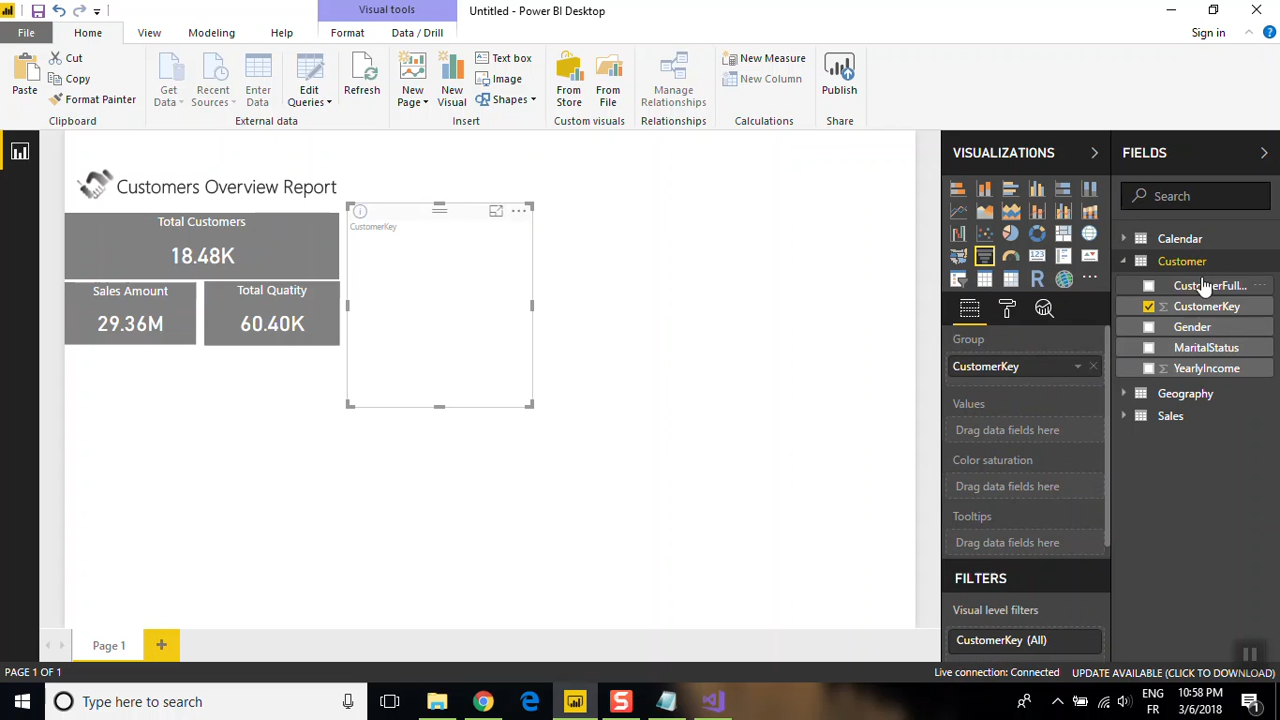 Visual tools
Untitled - Power BI Desktop
File
Home
View
Modeling
Help
Format
Data / Drill
Sign in
Paste
Cut
Copy
Format Painter
Clipboard
Get
Data
Recent
Sources
Enter
Data
Edit
Queries
Refresh
External data
New
Page
New
Visual
Text box
Image
Shapes
Insert
From
Store
From
File
Custom visuals
Manage
Relationships
Relationships
New Measure
New Column
Calculations
Publish
Share
Customers Overview Report
Total Customers
18.48K
Sales Amount
29.36M
Total Quatity
60.40K
CustomerKey
VISUALIZATIONS
R
123
Group
CustomerKey
Values
Drag data fields here
Color saturation
Drag data fields here
Tooltips
Drag data fields here
FILTERS
Visual level filters
CustomerKey (All)
FIELDS
Search
Calendar
Customer
CustomerFull...
CustomerKey
Gender
MaritalStatus
YearlyIncome
Geography
Sales
Page 1
PAGE 1 OF 1
Live connection: Connected
UPDATE AVAILABLE (CLICK TO DOWNLOAD)
Type here to search
ENG
FR
10:58 PM
3/6/2018
1